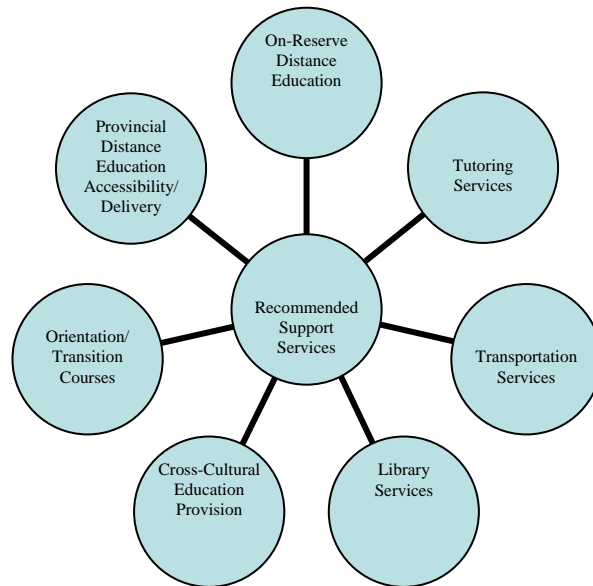 On-Reserve
Distance
Education
Provincial
Distance
Education
Accessibility/
Delivery
Tutoring
Services
Recommended
Support
Services
Orientation/
Transition
Courses
Transportation
Services
Cross-Cultural
Education
Provision
Library
Services